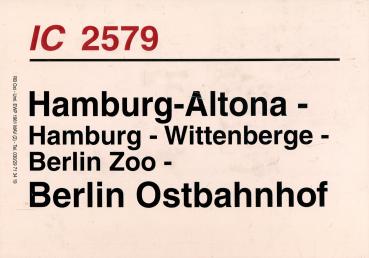 IC 2579
Hamburg-Altona -
Hamburg - Wittenberge -
Berlin Zoo -
Berlin Ostbahnhof